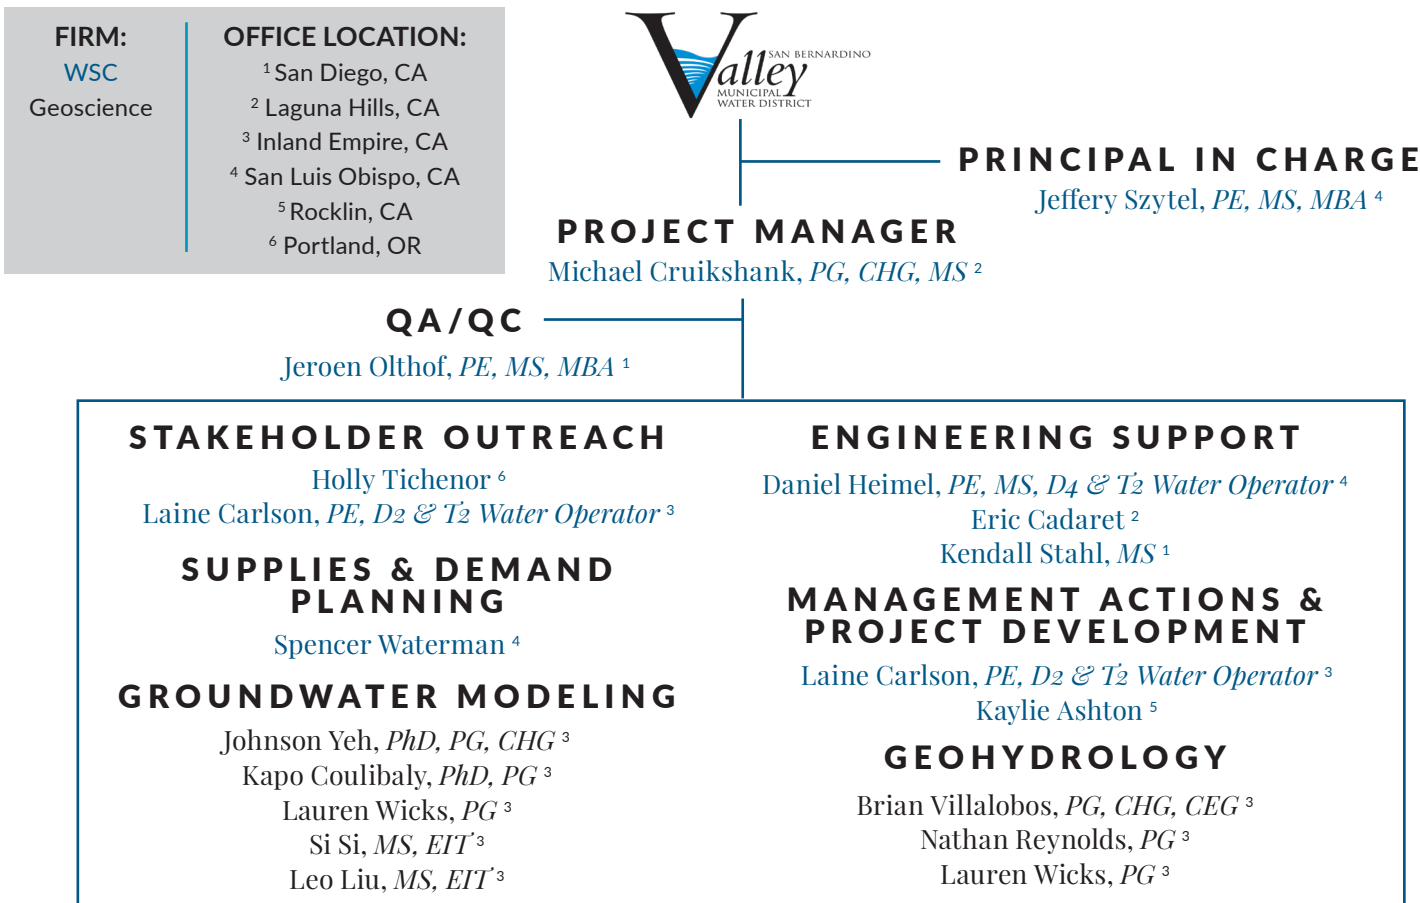 FIRM:
WSC
Geoscience
OFFICE LOCATION:
¹ San Diego, CA
² Laguna Hills, CA
³ Inland Empire, CA
⁴ San Luis Obispo, CA
⁵ Rocklin, CA
⁶ Portland, OR
SAN BERNARDINO
Valley
MUNICIPAL
WATER DISTRICT
PRINCIPAL IN CHARGE
Jeffery Szytel, PE, MS, MBA ⁴
PROJECT MANAGER
Michael Cruikshank, PG, CHG, MS ²
QA/QC
Jeroen Olthof, PE, MS, MBA ¹
STAKEHOLDER OUTREACH
Holly Tichenor ⁶
Laine Carlson, PE, D2 & T2 Water Operator ³
SUPPLIES & DEMAND
PLANNING
Spencer Waterman ⁴
GROUNDWATER MODELING
Johnson Yeh, PhD, PG, CHG ³
Kapo Coulibaly, PhD, PG ³
Lauren Wicks, PG ³
Si Si, MS, EIT ³
Leo Liu, MS, EIT ³
ENGINEERING SUPPORT
Daniel Heimel, PE, MS, D4 & T2 Water Operator ⁴
Eric Cadaret ²
Kendall Stahl, MS ¹
MANAGEMENT ACTIONS &
PROJECT DEVELOPMENT
Laine Carlson, PE, D2 & T2 Water Operator ³
Kaylie Ashton ⁵
GEOHYDROLOGY
Brian Villalobos, PG, CHG, CEG ³
Nathan Reynolds, PG ³
Lauren Wicks, PG ³